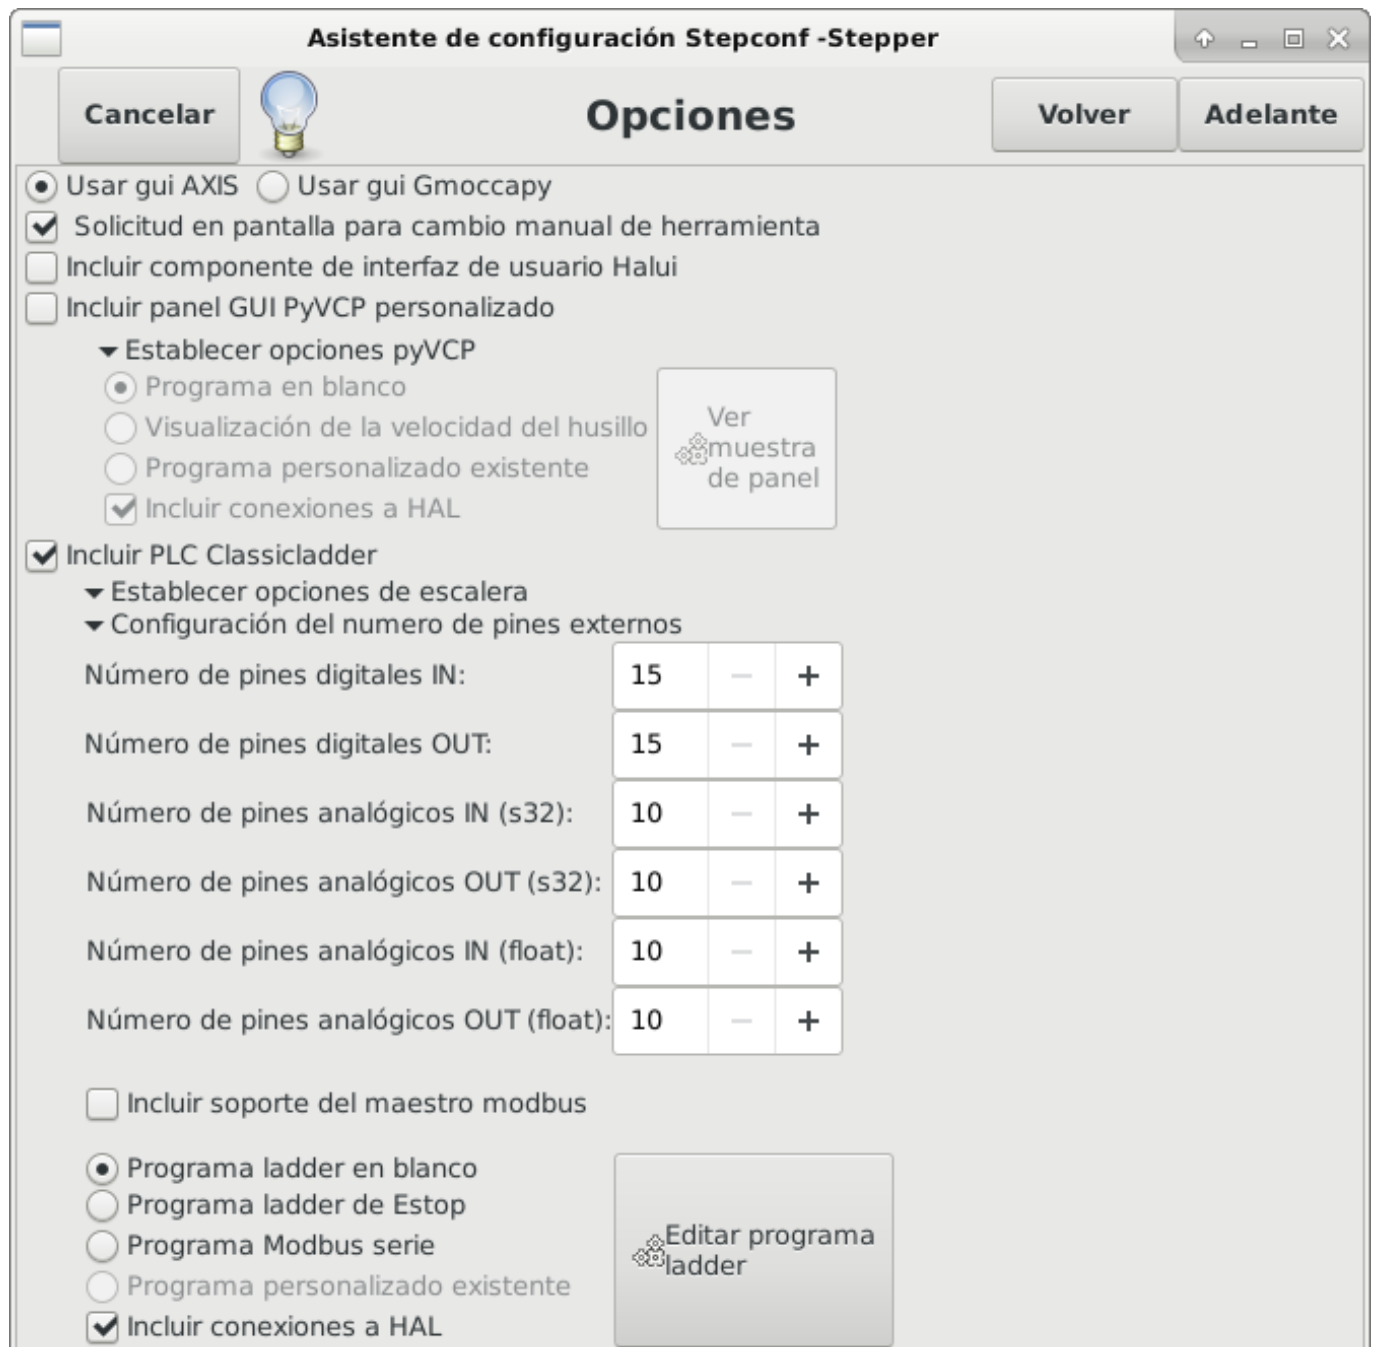 Asistente de configuración Stepconf -Stepper
Cancelar
Opciones
Volver
Adelante
Usar gui AXIS
Usar gui Gmoccapy
Solicitud en pantalla para cambio manual de herramienta
Incluir componente de interfaz de usuario Halui
Incluir panel GUI PyVCP personalizado
Establecer opciones pyVCP
Programa en blanco
Visualización de la velocidad del husillo
Programa personalizado existente
Incluir conexiones a HAL
Ver
muestra
de panel
Incluir PLC Classicladder
Establecer opciones de escalera
Configuración del numero de pines externos
Número de pines digitales IN: 15 − +
Número de pines digitales OUT: 15 − +
Número de pines analógicos IN (s32): 10 − +
Número de pines analógicos OUT (s32): 10 − +
Número de pines analógicos IN (float): 10 − +
Número de pines analógicos OUT (float): 10 − +
Incluir soporte del maestro modbus
Programa ladder en blanco
Programa ladder de Estop
Programa Modbus serie
Programa personalizado existente
Incluir conexiones a HAL
Editar programa
ladder